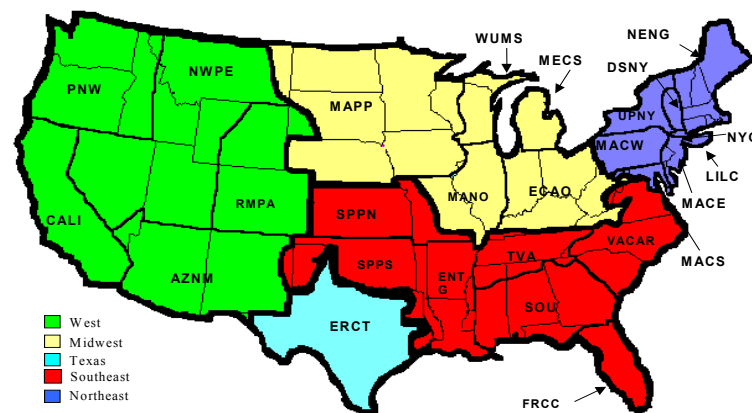 WUMS
NENG
MECS
DSNY
PNW
NWPE
MAPP
UPNY
NYC
MACW
LILC
MANO
ECAO
MACE
RMPA
SPPN
CALI
VACAR
MACS
TVA
AZNM
SPPS
ENT
G
SOU
ERCT
West
Midwest
Texas
Southeast
Northeast
FRCC